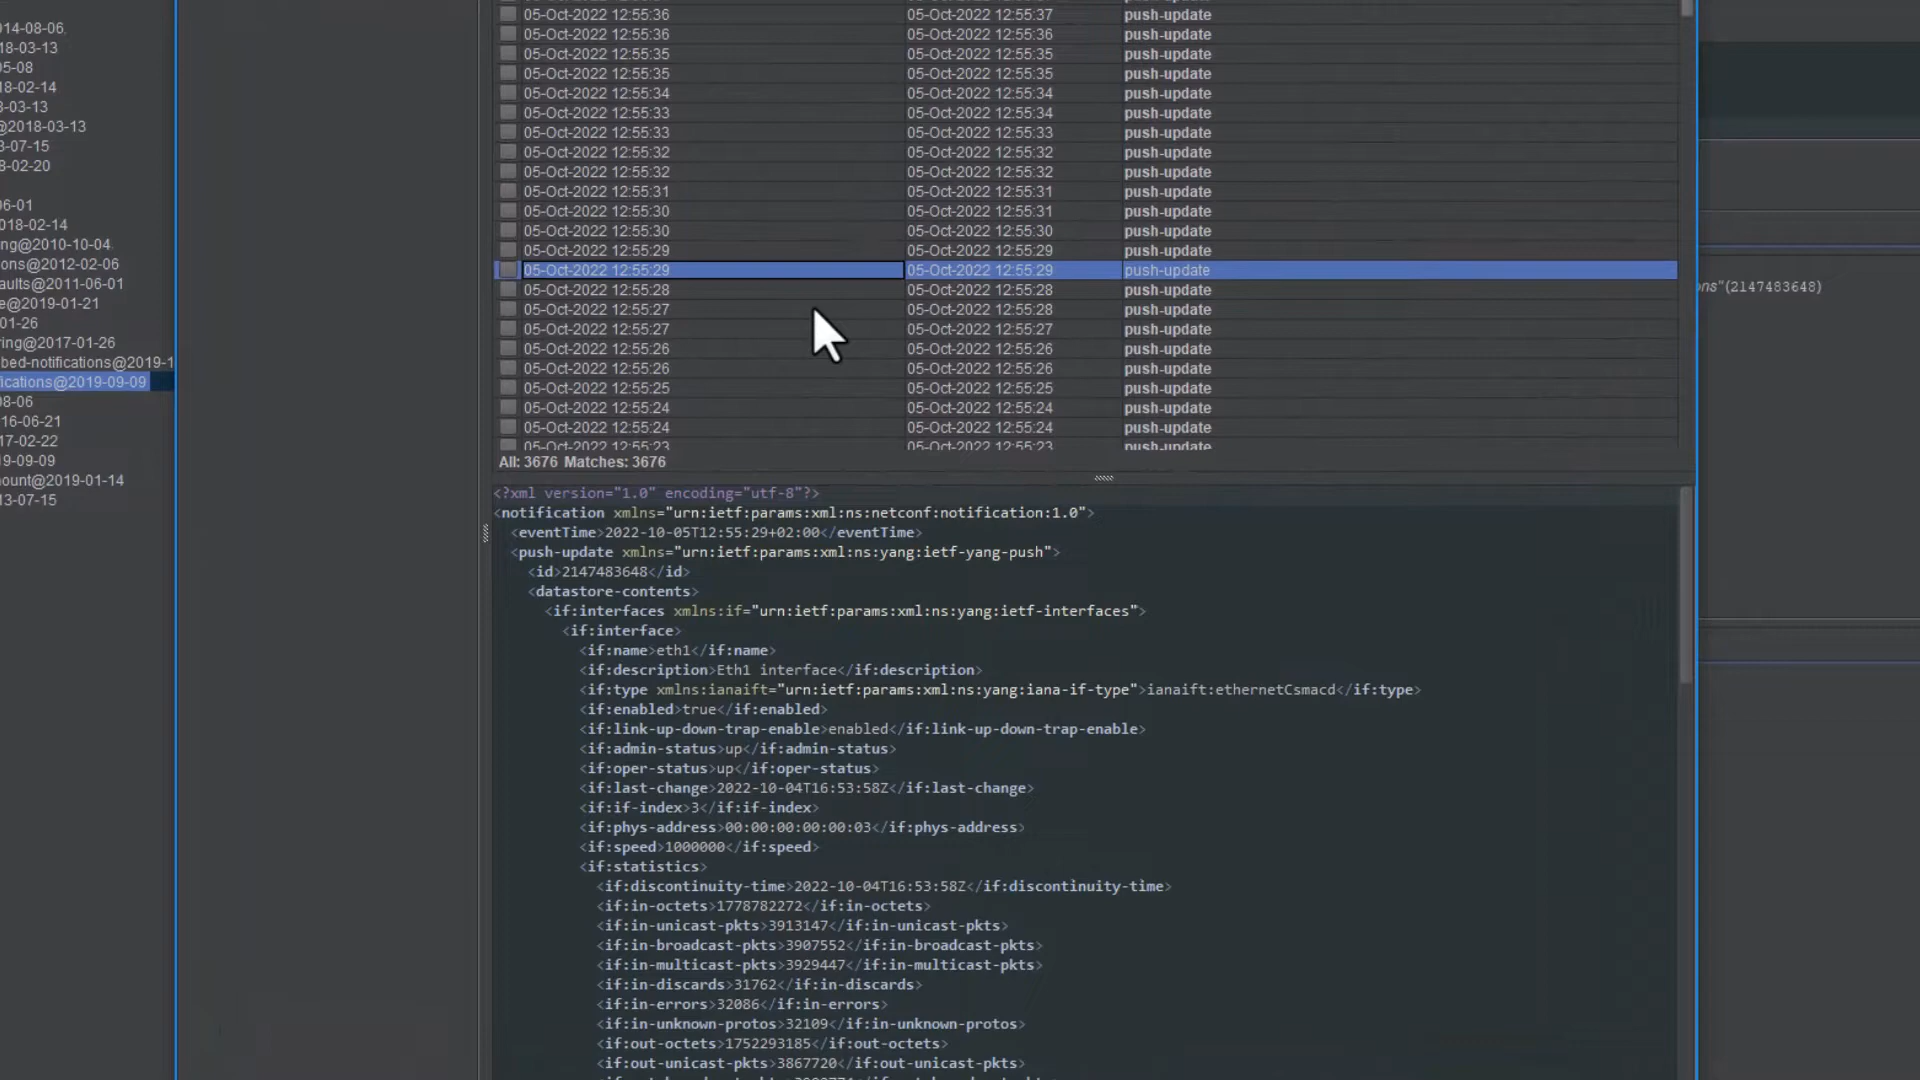 014-08-06
18-03-13
05-08
18-02-14
3-03-13
@2018-03-13
3-07-15
8-02-20
06-01
018-02-14
ng@2010-10-04
ons@2012-02-06
aults@2011-06-01
e@2019-01-21
01-26
ring@2017-01-26
bed-notifications@2019-1
ications@2019-09-09
08-06
16-06-21
17-02-22
19-09-09
ount@2019-01-14
13-07-15
05-Oct-2022 12:55:36 05-Oct-2022 12:55:37 push-update
05-Oct-2022 12:55:36 05-Oct-2022 12:55:36 push-update
05-Oct-2022 12:55:35 05-Oct-2022 12:55:35 push-update
05-Oct-2022 12:55:35 05-Oct-2022 12:55:35 push-update
05-Oct-2022 12:55:34 05-Oct-2022 12:55:34 push-update
05-Oct-2022 12:55:33 05-Oct-2022 12:55:34 push-update
05-Oct-2022 12:55:33 05-Oct-2022 12:55:33 push-update
05-Oct-2022 12:55:32 05-Oct-2022 12:55:32 push-update
05-Oct-2022 12:55:32 05-Oct-2022 12:55:32 push-update
05-Oct-2022 12:55:31 05-Oct-2022 12:55:31 push-update
05-Oct-2022 12:55:30 05-Oct-2022 12:55:31 push-update
05-Oct-2022 12:55:30 05-Oct-2022 12:55:30 push-update
05-Oct-2022 12:55:29 05-Oct-2022 12:55:29 push-update
05-Oct-2022 12:55:29 05-Oct-2022 12:55:29 push-update
05-Oct-2022 12:55:28 05-Oct-2022 12:55:28 push-update
05-Oct-2022 12:55:27 05-Oct-2022 12:55:28 push-update
05-Oct-2022 12:55:27 05-Oct-2022 12:55:27 push-update
05-Oct-2022 12:55:26 05-Oct-2022 12:55:26 push-update
05-Oct-2022 12:55:26 05-Oct-2022 12:55:26 push-update
05-Oct-2022 12:55:25 05-Oct-2022 12:55:25 push-update
05-Oct-2022 12:55:24 05-Oct-2022 12:55:24 push-update
05-Oct-2022 12:55:24 05-Oct-2022 12:55:24 push-update
05-Oct-2022 12:55:23 05-Oct-2022 12:55:23 push-update
All: 3676 Matches: 3676
<?xml version="1.0" encoding="utf-8"?>
<notification xmlns="urn:ietf:params:xml:ns:netconf:notification:1.0">
<eventTime>2022-10-05T12:55:29+02:00</eventTime>
<push-update xmlns="urn:ietf:params:xml:ns:yang:ietf-yang-push">
<id>2147483648</id>
<datastore-contents>
<if:interfaces xmlns:if="urn:ietf:params:xml:ns:yang:ietf-interfaces">
<if:interface>
<if:name>eth1</if:name>
<if:description>Eth1 interface</if:description>
<if:type xmlns:ianaift="urn:ietf:params:xml:ns:yang:iana-if-type">ianaift:ethernetCsmacd</if:type>
<if:enabled>true</if:enabled>
<if:link-up-down-trap-enable>enabled</if:link-up-down-trap-enable>
<if:admin-status>up</if:admin-status>
<if:oper-status>up</if:oper-status>
<if:last-change>2022-10-04T16:53:58Z</if:last-change>
<if:if-index>3</if:if-index>
<if:phys-address>00:00:00:00:00:03</if:phys-address>
<if:speed>1000000</if:speed>
<if:statistics>
<if:discontinuity-time>2022-10-04T16:53:58Z</if:discontinuity-time>
<if:in-octets>1778782272</if:in-octets>
<if:in-unicast-pkts>3913147</if:in-unicast-pkts>
<if:in-broadcast-pkts>3907552</if:in-broadcast-pkts>
<if:in-multicast-pkts>3929447</if:in-multicast-pkts>
<if:in-discards>31762</if:in-discards>
<if:in-errors>32086</if:in-errors>
<if:in-unknown-protos>32109</if:in-unknown-protos>
<if:out-octets>1752293185</if:out-octets>
<if:out-unicast-pkts>3867720</if:out-unicast-pkts>
ons"(2147483648)